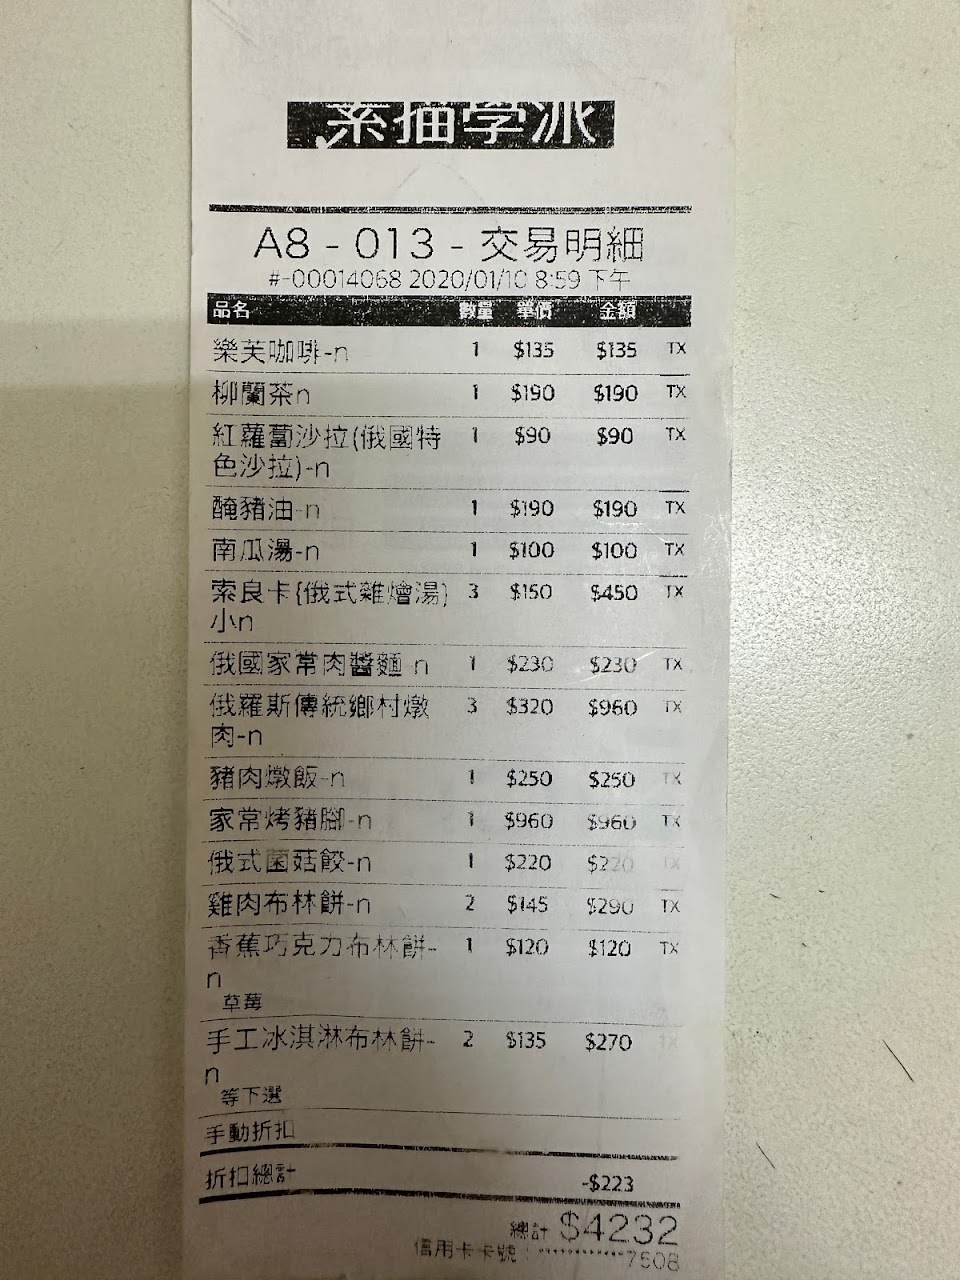 A8 - 013 - 交易明細
#-00014068 2020/01/10 8:59 下午
品名 數量 單價 金額
樂芙咖啡-n 1 $135 $135 TX
柳蘭茶n 1 $190 $190 TX
紅蘿蔔沙拉(俄國特 1 $90 $90 TX
色沙拉)-n
醃豬油-n 1 $190 $190 TX
南瓜湯-n 1 $100 $100 TX
索良卡{俄式雜燴湯) 3 $150 $450 TX
小n
俄國家常肉醬麵-n 1 $230 $230 TX
俄羅斯傳統鄉村燉 3 $320 $960 TX
肉-n
豬肉燉飯-n 1 $250 $250 TX
家常烤豬腳-n 1 $960 $960 TX
俄式菌菇餃-n 1 $220 $220 TX
雞肉布林餅-n 2 $145 $290 TX
香蕉巧克力布林餅- 1 $120 $120 TX
n
草莓
手工冰淇淋布林餅- 2 $135 $270 TX
n
等下選
手動折扣
折扣總計 -$223
總計 $4232
信用卡卡號: ************7508